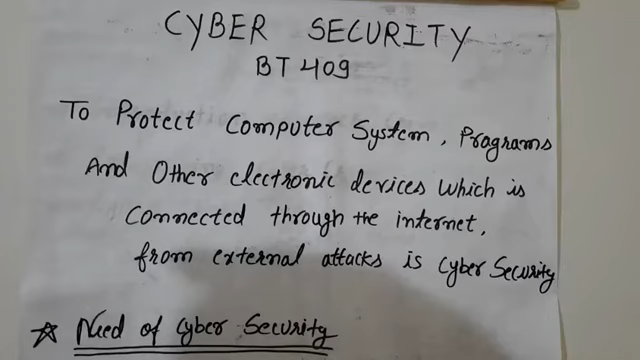 CYBER SECURITY
BT 409
To Protect Computer System, Programs
And Other electronic devices which is
Connected through the internet,
from external attacks is Cyber Security
☆ Need of Cyber Security